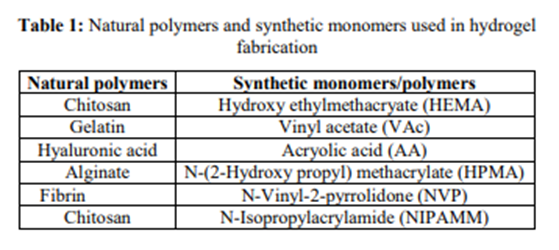 Table 1: Natural polymers and synthetic monomers used in hydrogel
fabrication
Natural polymers Synthetic monomers/polymers
Chitosan Hydroxy ethylmethacryate (HEMA)
Gelatin Vinyl acetate (VAc)
Hyaluronic acid Acryolic acid (AA)
Alginate N-(2-Hydroxy propyl) methacrylate (HPMA)
Fibrin N-Vinyl-2-pyrrolidone (NVP)
Chitosan N-Isopropylacrylamide (NIPAMM)